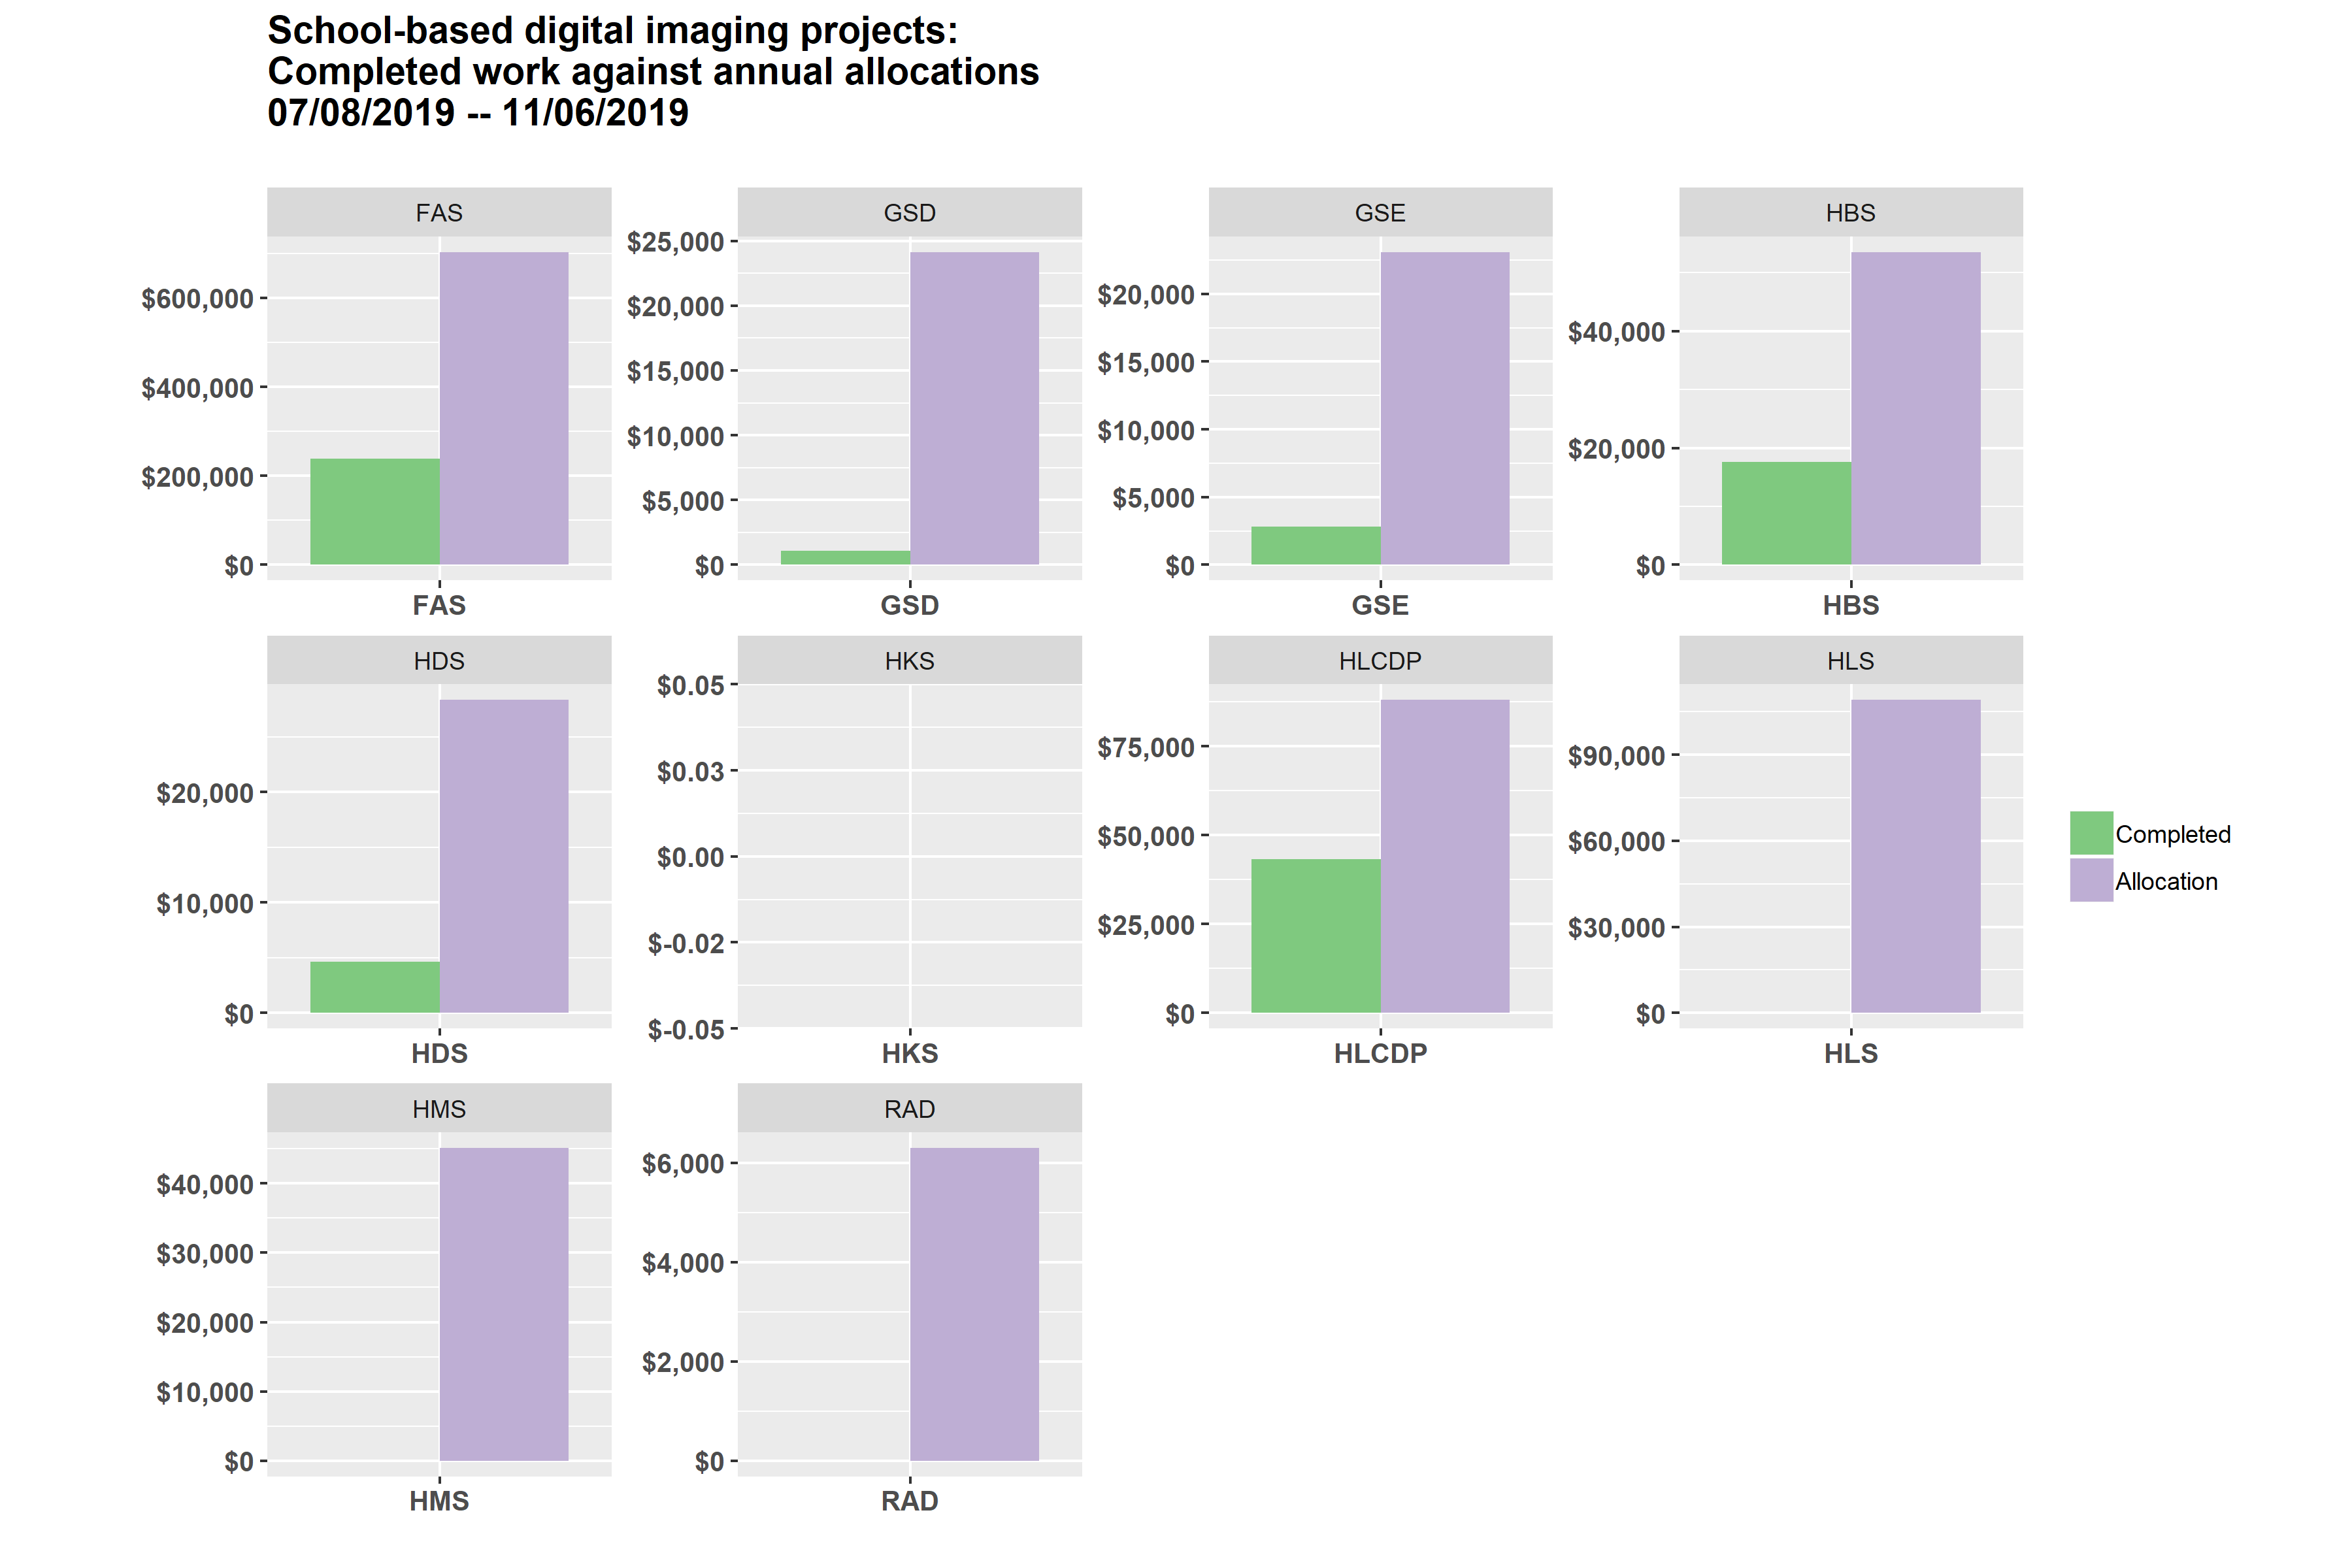 School-based digital imaging projects:
Completed work against annual allocations
07/08/2019 -- 11/06/2019
FAS
$600,000
$400,000
$200,000
$0
FAS
GSD
$25,000
$20,000
$15,000
$10,000
$5,000
$0
GSD
GSE
$20,000
$15,000
$10,000
$5,000
$0
GSE
HBS
$40,000
$20,000
$0
HBS
HDS
$20,000
$10,000
$0
HDS
HKS
$0.05
$0.03
$0.00
$-0.02
$-0.05
HKS
HLCDP
$75,000
$50,000
$25,000
$0
HLCDP
HLS
$90,000
$60,000
$30,000
$0
HLS
Completed
Allocation
HMS
$40,000
$30,000
$20,000
$10,000
$0
HMS
RAD
$6,000
$4,000
$2,000
$0
RAD